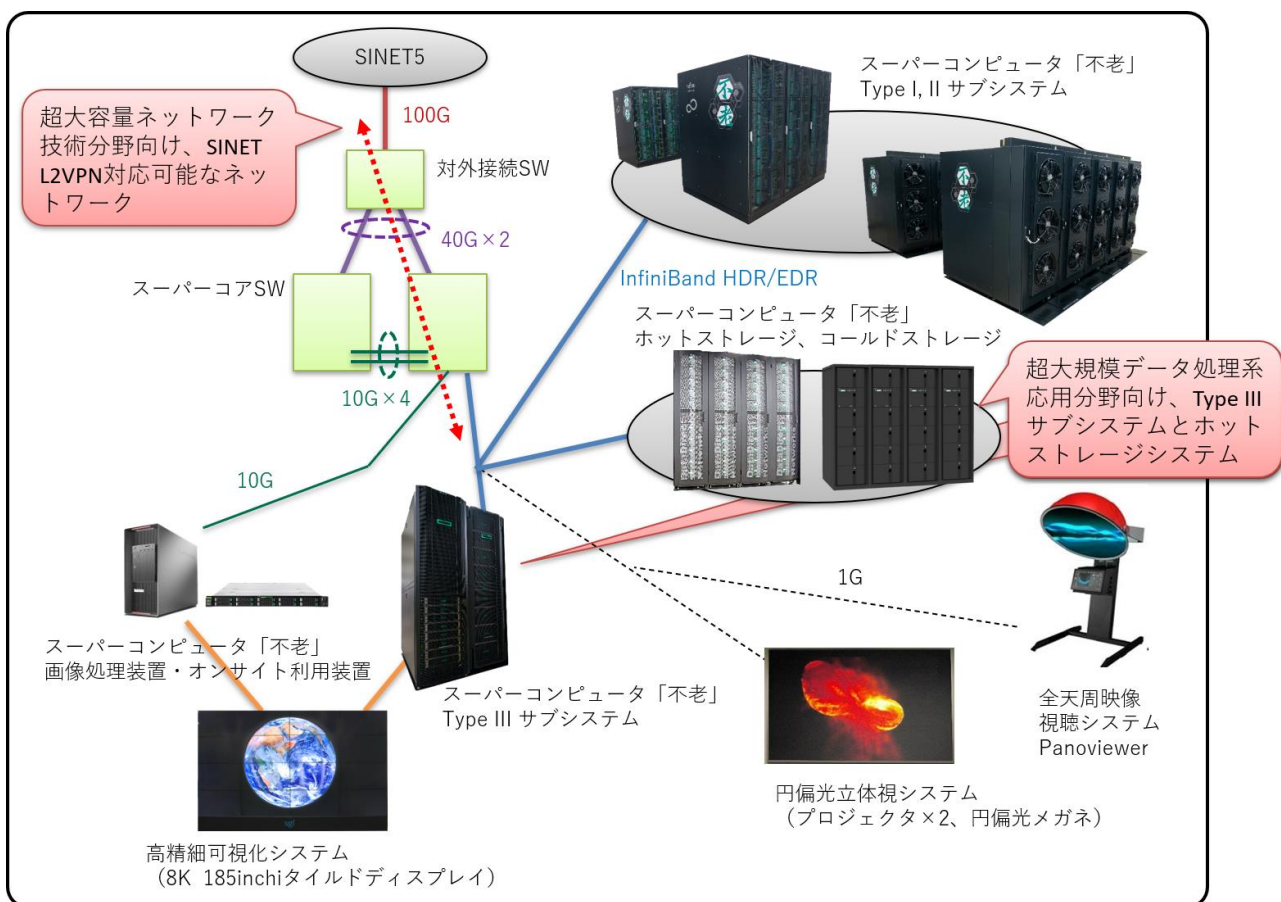 SINET5
100G
超大容量ネットワーク
技術分野向け、SINET
L2VPN対応可能なネッ
トワーク
対外接続SW
40G×2
スーパーコアSW
10G×4
10G
スーパーコンピュータ「不老」
Type I, II サブシステム
不老
不老
不老
不老
InfiniBand HDR/EDR
スーパーコンピュータ「不老」
ホットストレージ、コールドストレージ
超大規模データ処理系
応用分野向け、Type III
サブシステムとホット
ストレージシステム
1G
スーパーコンピュータ「不老」
画像処理装置・オンサイト利用装置
スーパーコンピュータ「不老」
Type III サブシステム
全天周映像
視聴システム
Panoviewer
円偏光立体視システム
（プロジェクタ×2、円偏光メガネ）
高精細可視化システム
（8K 185inchiタイルドディスプレイ）